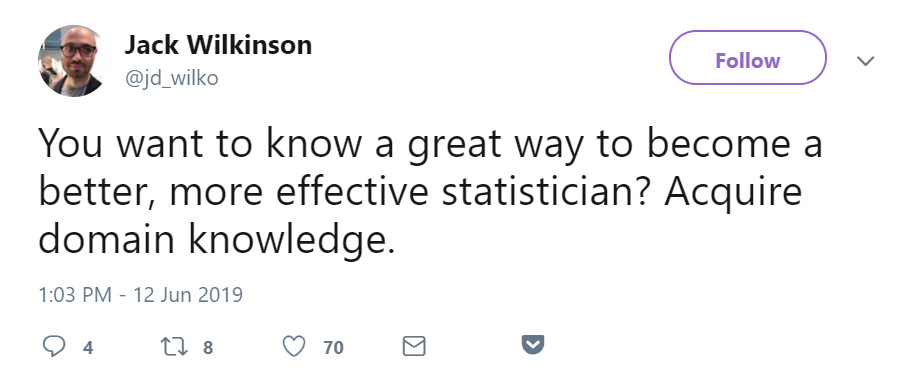 Jack Wilkinson
@jd_wilko
Follow
You want to know a great way to become a
better, more effective statistician? Acquire
domain knowledge.
1:03 PM - 12 Jun 2019
4 8 70